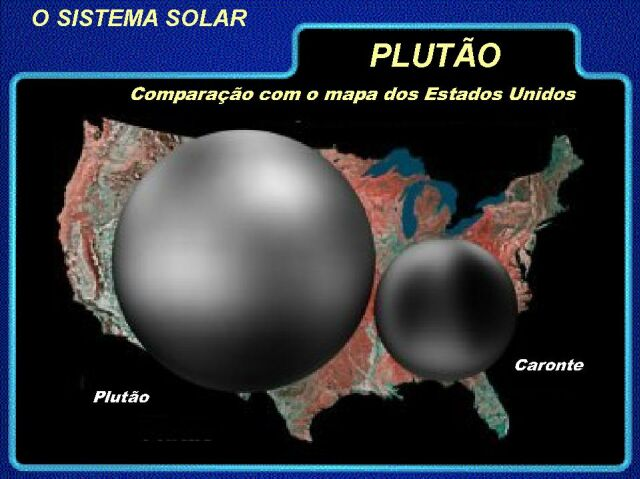 O SISTEMA SOLAR
PLUTÃO
Comparação com o mapa dos Estados Unidos
Caronte
Plutão